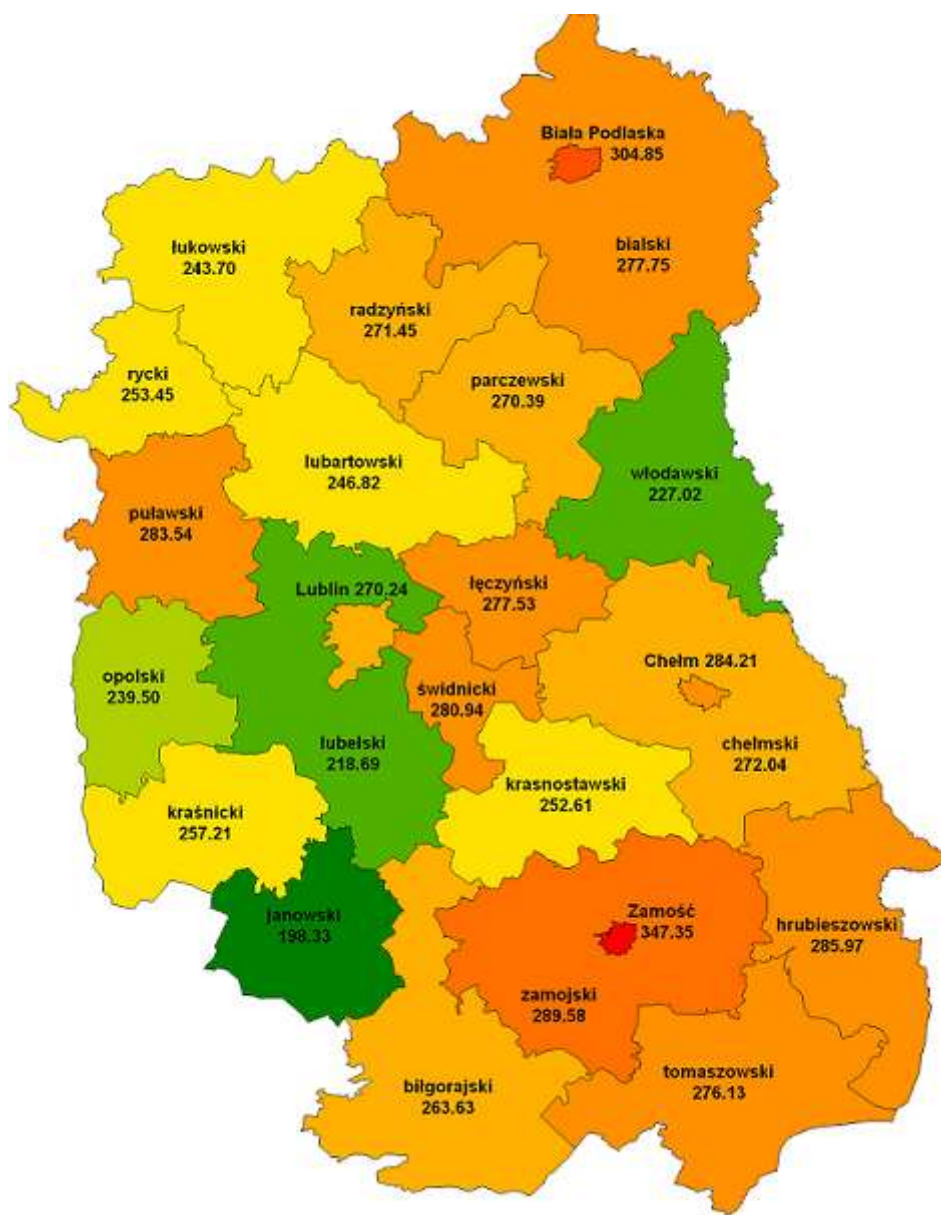 Biała Podlaska
304.85
łukowski
243.70
bialski
277.75
radzyński
271.45
rycki
253.45
parczewski
270.39
lubartowski
246.82
włodawski
227.02
puławski
283.54
Lublin 270.24
łęczyński
277.53
opolski
239.50
świdnicki
280.94
Chełm 284.21
lubelski
218.69
chełmski
272.04
krasnostawski
252.61
kraśnicki
257.21
janowski
198.33
Zamość
347.35
hrubieszowski
285.97
zamojski
289.58
tomaszowski
276.13
biłgorajski
263.63